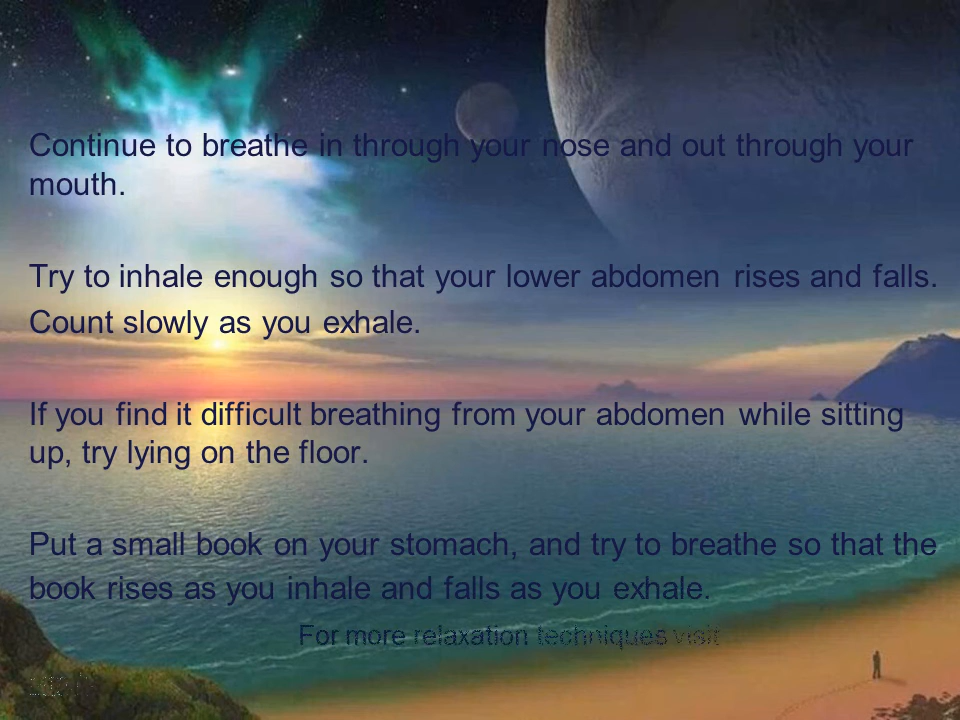 Continue to breathe in through your nose and out through your
mouth.
Try to inhale enough so that your lower abdomen rises and falls.
Count slowly as you exhale.
If you find it difficult breathing from your abdomen while sitting
up, try lying on the floor.
Put a small book on your stomach, and try to breathe so that the
book rises as you inhale and falls as you exhale.
For more relaxation techniques visit